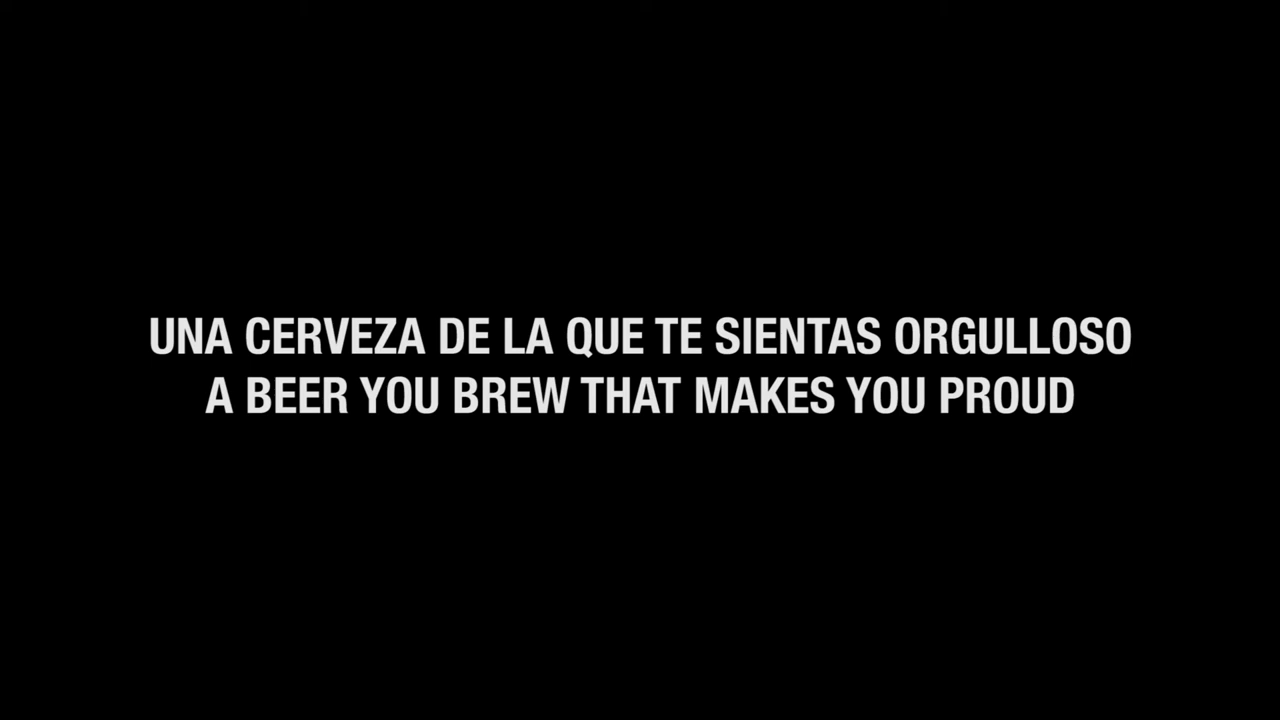 UNA CERVEZA DE LA QUE TE SIENTAS ORGULLOSO
A BEER YOU BREW THAT MAKES YOU PROUD